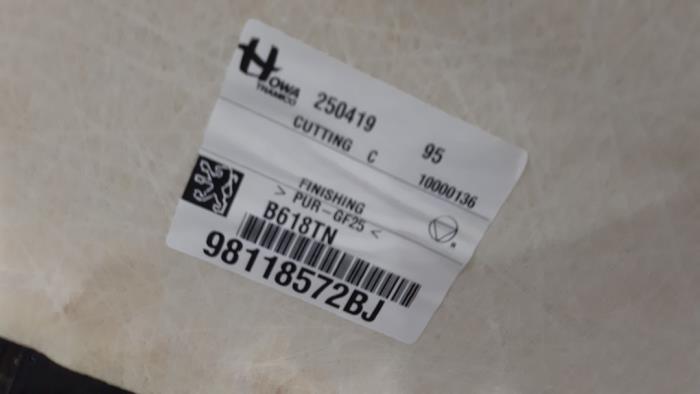 HOWA
TRAMICO
250419 95
CUTTING C 10000136
FINISHING
> PUR-GF25 <
B618TN
98118572BJ